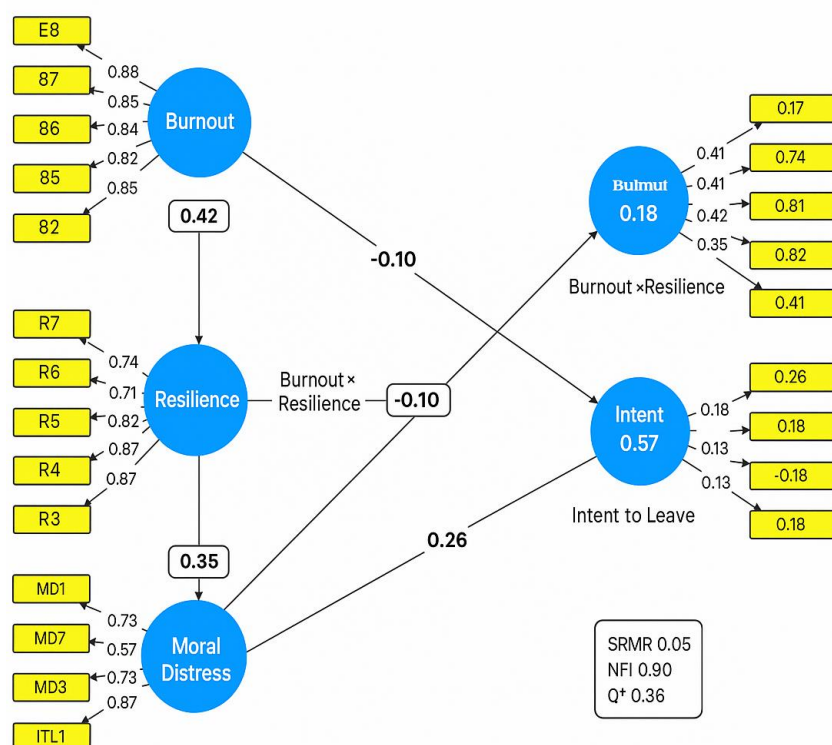 E8
87
86
85
82
0.88
0.85
0.84
0.82
0.85
Burnout
0.42
-0.10
R7
R6
R5
R4
R3
0.74
0.71
0.82
0.87
0.87
Resilience
Burnout ×
Resilience
-0.10
0.35
MD1
MD7
MD3
ITL1
0.73
0.57
0.73
0.87
Moral
Distress
0.26
Bulmut
0.18
Burnout ×Resilience
0.41
0.41
0.42
0.35
0.17
0.74
0.81
0.82
0.41
Intent
0.57
Intent to Leave
0.18
0.13
0.13
0.26
0.18
-0.18
0.18
SRMR 0.05
NFI 0.90
Q† 0.36